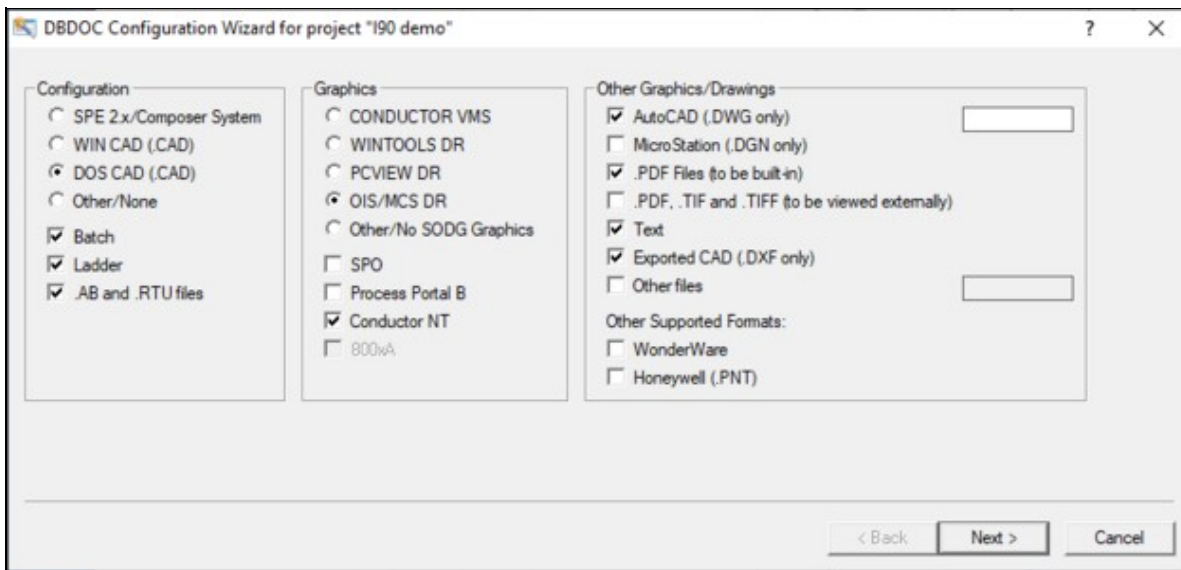 DBDOC Configuration Wizard for project "I90 demo"
Configuration
SPE 2.x/Composer System
WIN CAD (.CAD)
DOS CAD (.CAD)
Other/None
Batch
Ladder
.AB and .RTU files
Graphics
CONDUCTOR VMS
WINTOOLS DR
PCVIEW DR
OIS/MCS DR
Other/No SODG Graphics
SPO
Process Portal B
Conductor NT
800xA
Other Graphics/Drawings
AutoCAD (.DWG only)
MicroStation (.DGN only)
.PDF Files (to be built-in)
.PDF, .TIF and .TIFF (to be viewed externally)
Text
Exported CAD (.DXF only)
Other files
Other Supported Formats:
WonderWare
Honeywell (.PNT)
< Back
Next >
Cancel